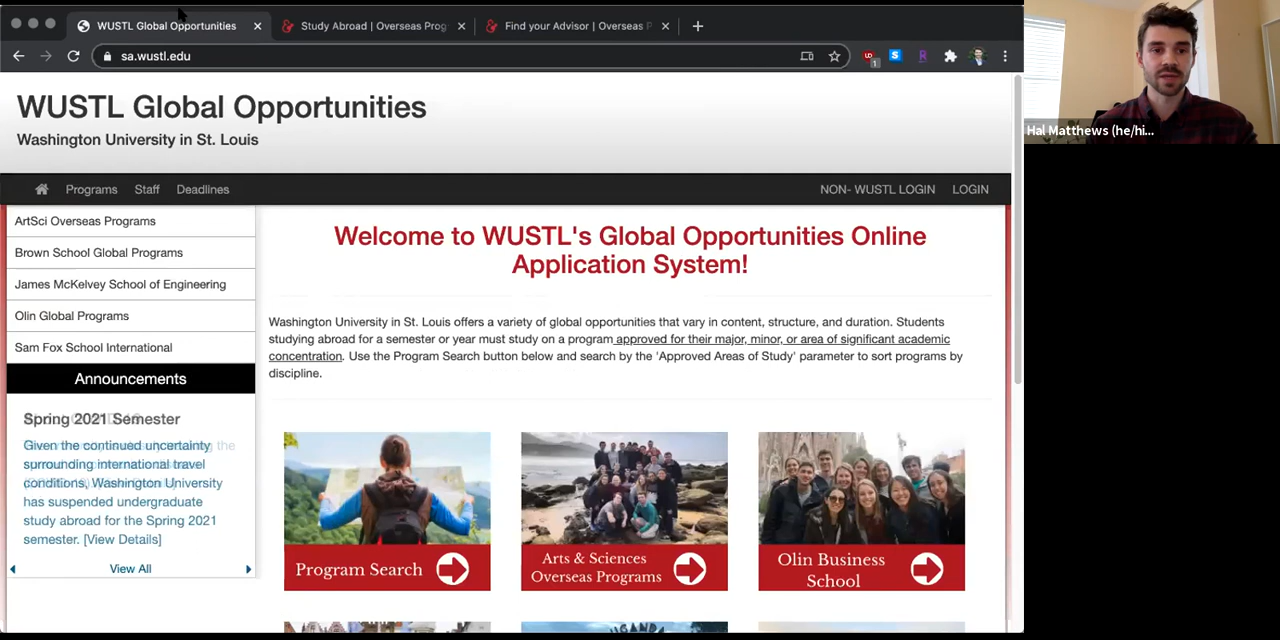 WUSTL Global Opportunities
Study Abroad | Overseas Prog
Find your Advisor | Overseas P
sa.wustl.edu
1
WUSTL Global Opportunities
Washington University in St. Louis
Hal Matthews (he/hi...
Programs
Staff
Deadlines
NON- WUSTL LOGIN
LOGIN
ArtSci Overseas Programs
Brown School Global Programs
James McKelvey School of Engineering
Olin Global Programs
Sam Fox School International
Announcements
Spring 2021 Semester
Given the continued uncertainty
surrounding international travel
conditions, Washington University
has suspended undergraduate
study abroad for the Spring 2021
semester. [View Details]
View All
Welcome to WUSTL's Global Opportunities Online
Application System!
Washington University in St. Louis offers a variety of global opportunities that vary in content, structure, and duration. Students
studying abroad for a semester or year must study on a program approved for their major, minor, or area of significant academic
concentration. Use the Program Search button below and search by the 'Approved Areas of Study' parameter to sort programs by
discipline.
Program Search
Arts & Sciences
Overseas Programs
Olin Business
School
UGANDA